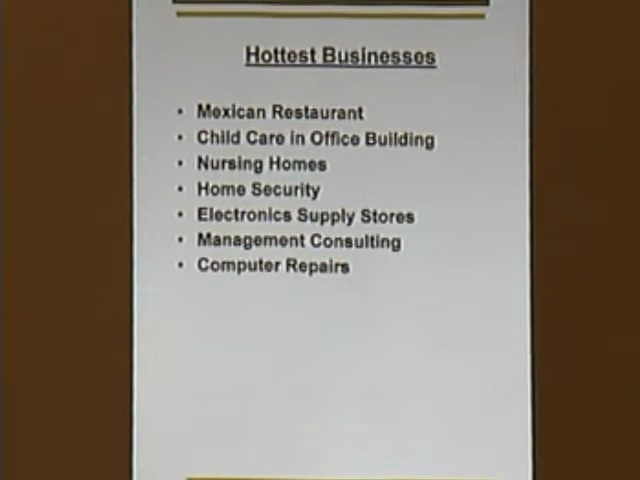 Hottest Businesses
• Mexican Restaurant
• Child Care in Office Building
• Nursing Homes
• Home Security
• Electronics Supply Stores
• Management Consulting
• Computer Repairs